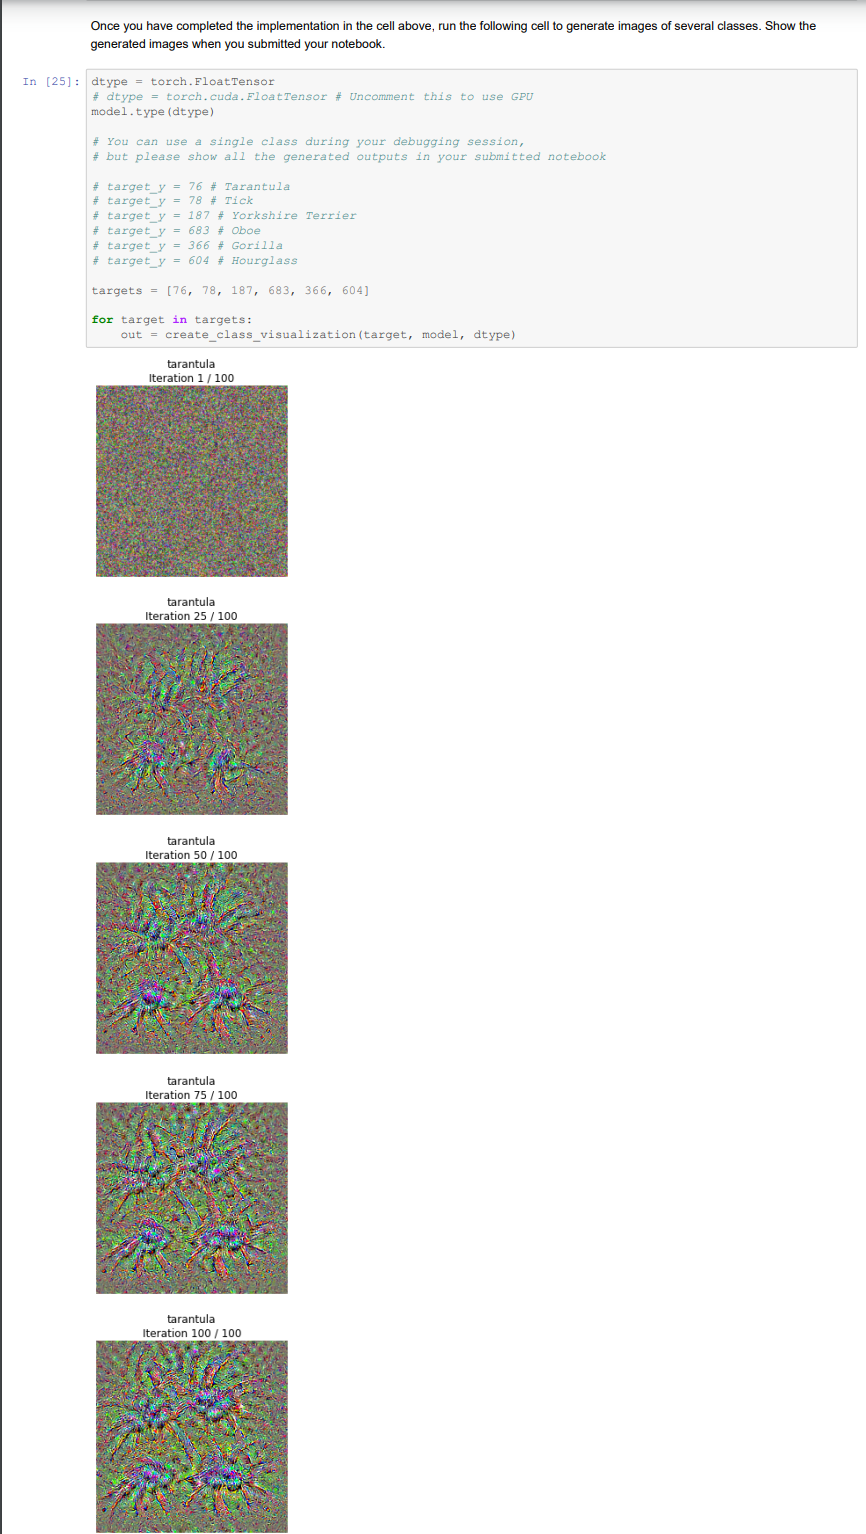 Once you have completed the implementation in the cell above, run the following cell to generate images of several classes. Show the
generated images when you submitted your notebook.
In [25]: dtype = torch.FloatTensor
# dtype = torch.cuda.FloatTensor # Uncomment this to use GPU
model.type(dtype)
# You can use a single class during your debugging session,
# but please show all the generated outputs in your submitted notebook
# target_y = 76 # Tarantula
# target_y = 78 # Tick
# target_y = 187 # Yorkshire Terrier
# target_y = 683 # Oboe
# target_y = 366 # Gorilla
# target_y = 604 # Hourglass
targets = [76, 78, 187, 683, 366, 604]
for target in targets:
    out = create_class_visualization(target, model, dtype)
tarantula
Iteration 1 / 100
tarantula
Iteration 25 / 100
tarantula
Iteration 50 / 100
tarantula
Iteration 75 / 100
tarantula
Iteration 100 / 100